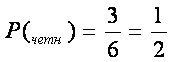 P(четн) = 3/6 = 1/2